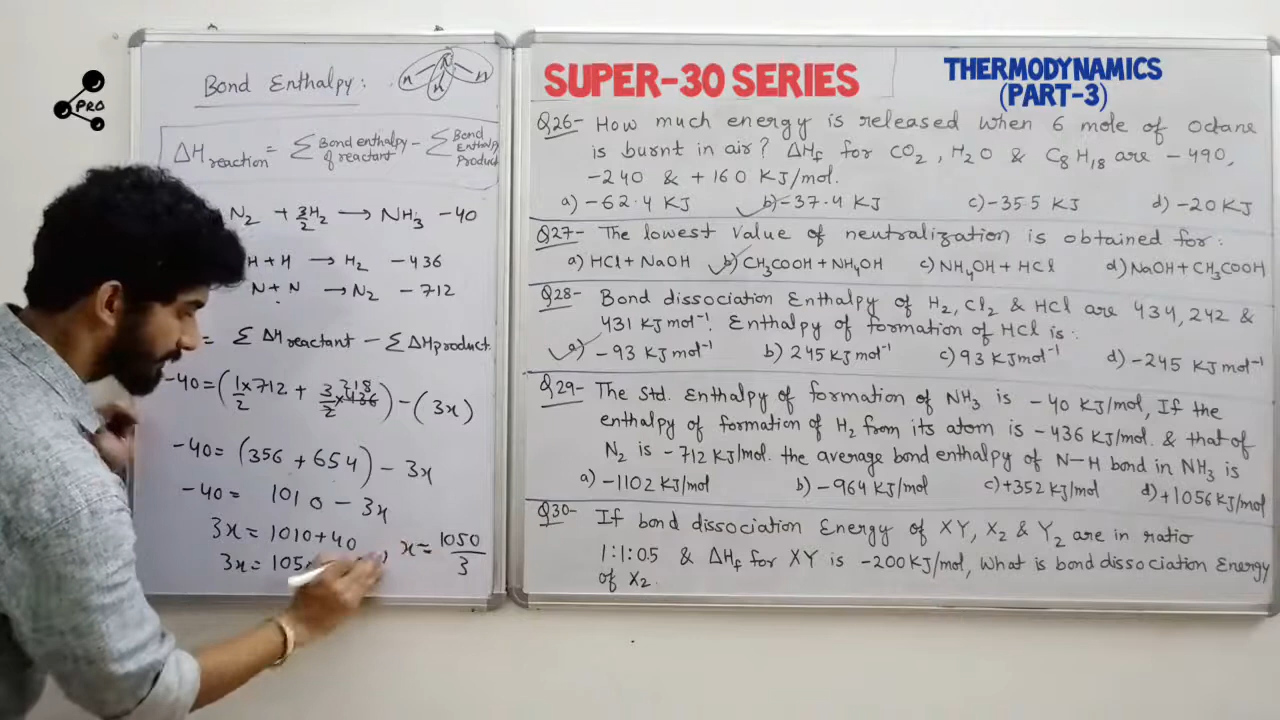 PRO
Bond Enthalpy:
N
H H
H
ΔH reaction = Σ Bond enthalpy of reactant - Σ Bond Enthalpy Product
N2 + 3/2 H2 → NH3 -40
H + H → H2 -436
N + N → N2 -712
= Σ ΔH reactant - Σ ΔH product
-40 = (1/2 × 712 + 3/2 × 436 218) - (3x)
-40 = (356 + 654) - 3x
-40 = 1010 - 3x
3x = 1010 + 40
3x = 105
x = 1050/3
SUPER-30 SERIES
THERMODYNAMICS
(PART-3)
Q26- How much energy is released when 6 mole of octane
is burnt in air? ΔHf for CO2, H2O & C8H18 are -490,
-240 & +160 KJ/mol.
a) -62.4 KJ b) -37.4 KJ c) -35.5 KJ d) -20 KJ
Q27- The lowest value of neutralization is obtained for:
a) HCl + NaOH b) CH3COOH + NH4OH c) NH4OH + HCl d) NaOH + CH3COOH
Q28- Bond dissociation Enthalpy of H2, Cl2 & HCl are 434, 242 &
431 KJmol-1. Enthalpy of formation of HCl is:
a) -93 KJmol-1 b) 245 KJmol-1 c) 93 KJmol-1 d) -245 KJmol-1
Q29- The Std. Enthalpy of formation of NH3 is -40 KJ/mol, If the
enthalpy of formation of H2 from its atom is -436 KJ/mol. & that of
N2 is -712 KJ/mol. the average bond enthalpy of N-H bond in NH3 is
a) -1102 KJ/mol b) -964 KJ/mol c) +352 KJ/mol d) +1056 KJ/mol
Q30- If bond dissociation Energy of XY, X2 & Y2 are in ratio
1:1:0.5 & ΔHf for XY is -200 KJ/mol, What is bond dissociation Energy
of X2.